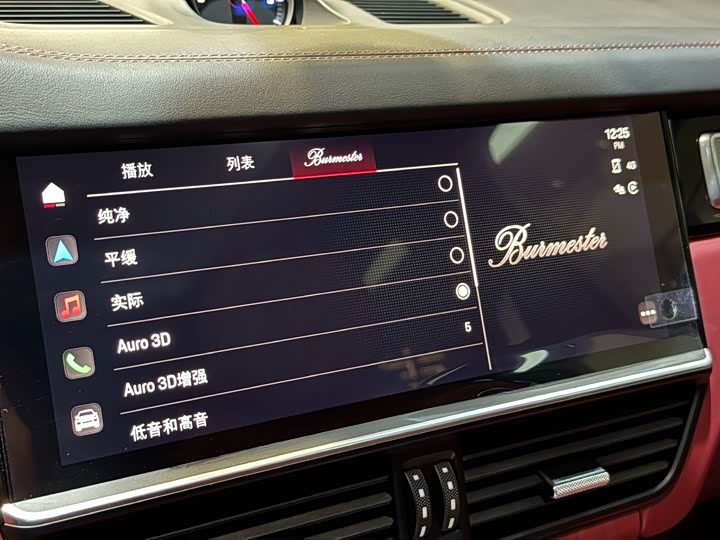 播放
列表
Burmester
12:25
PM
4G
纯净
平缓
实际
Auro 3D
Auro 3D增强
5
低音和高音
Burmester